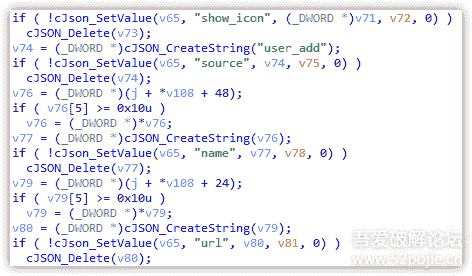 if ( !cJson_SetValue(v65, "show_icon", (_DWORD *)v71, v72, 0) )
cJSON_Delete(v73);
v74 = (_DWORD *)cJSON_CreateString("user_add");
if ( !cJson_SetValue(v65, "source", v74, v75, 0) )
cJSON_Delete(v74);
v76 = (_DWORD *)(j + *v108 + 48);
if ( v76[5] >= 0x10u )
v76 = (_DWORD *)*v76;
v77 = (_DWORD *)cJSON_CreateString(v76);
if ( !cJson_SetValue(v65, "name", v77, v78, 0) )
cJSON_Delete(v77);
v79 = (_DWORD *)(j + *v108 + 24);
if ( v79[5] >= 0x10u )
v79 = (_DWORD *)*v79;
v80 = (_DWORD *)cJSON_CreateString(v79);
if ( !cJson_SetValue(v65, "url", v80, v81, 0) )
cJSON_Delete(v80);
吾爱破解论坛
www.52pojie.cn